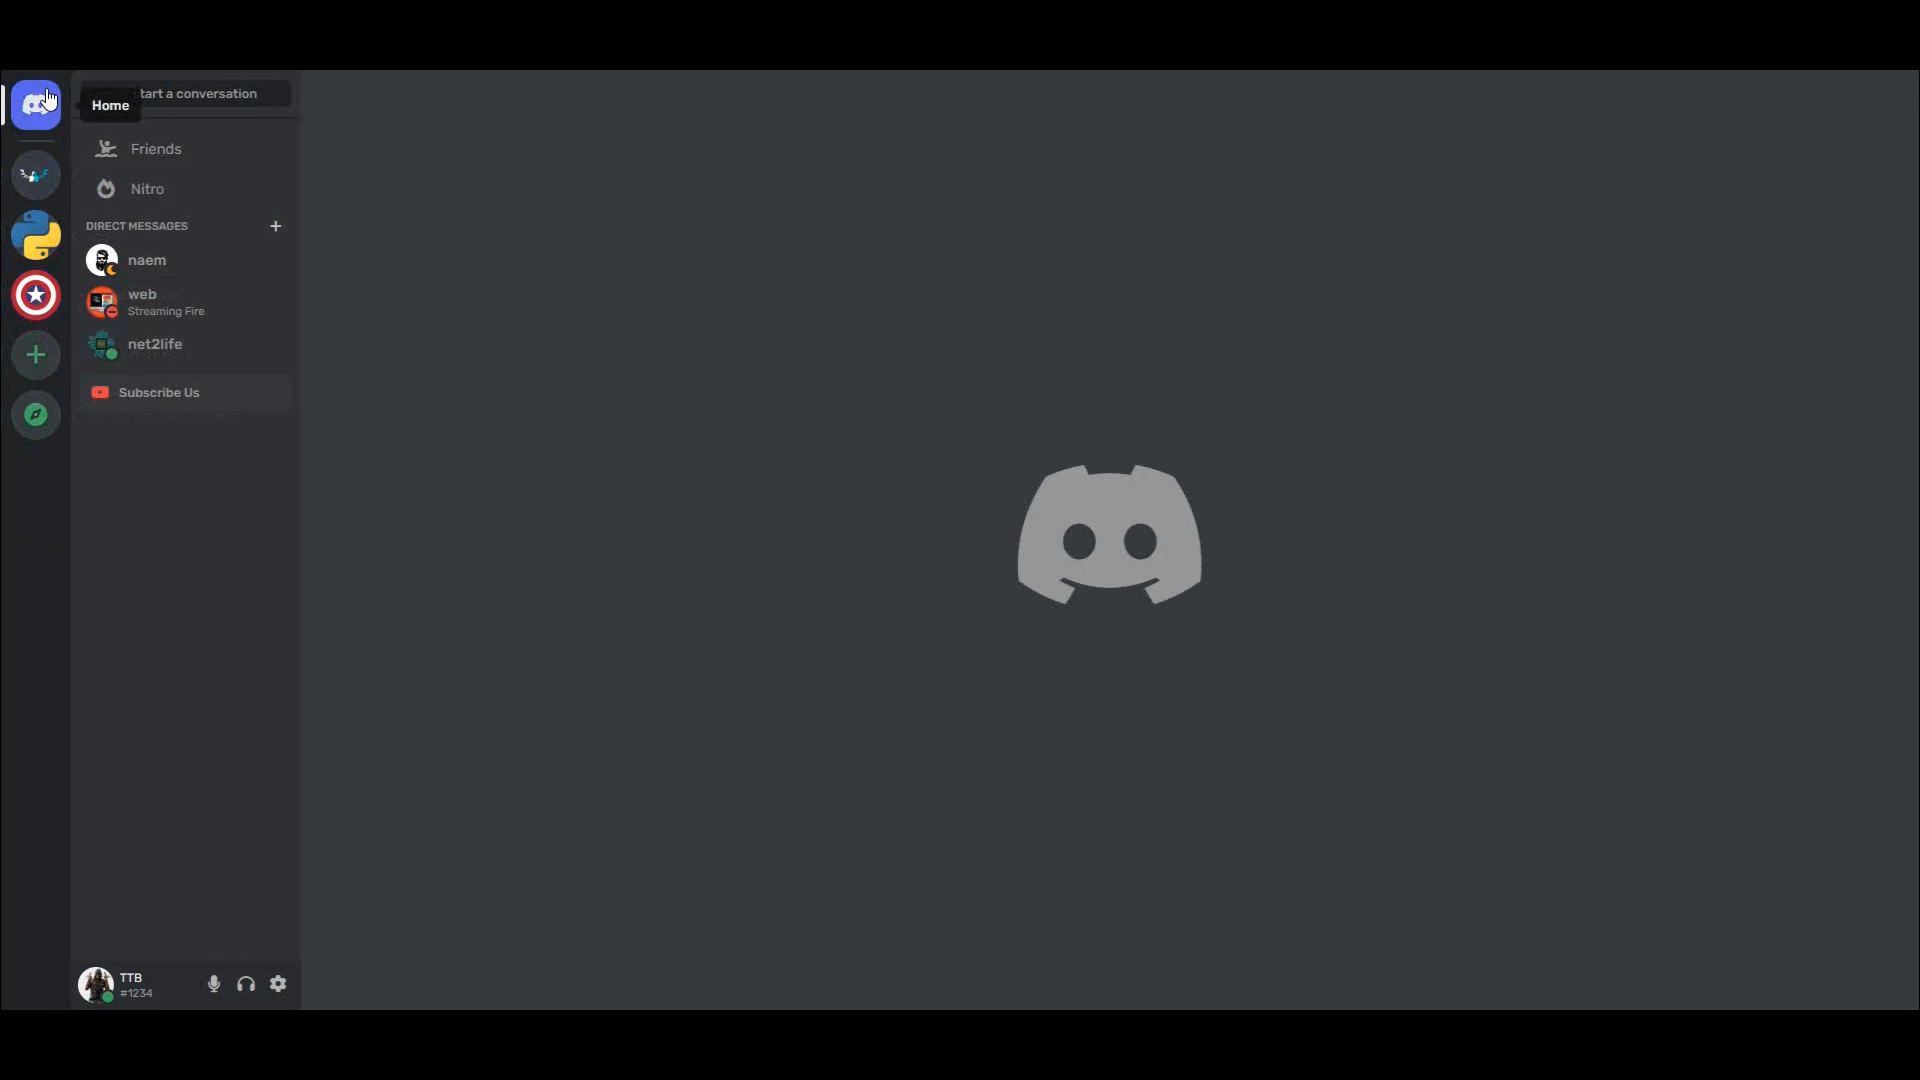 tart a conversation
Home
Friends
Nitro
DIRECT MESSAGES
naem
web
Streaming Fire
net2life
Subscribe Us
TTB
#1234